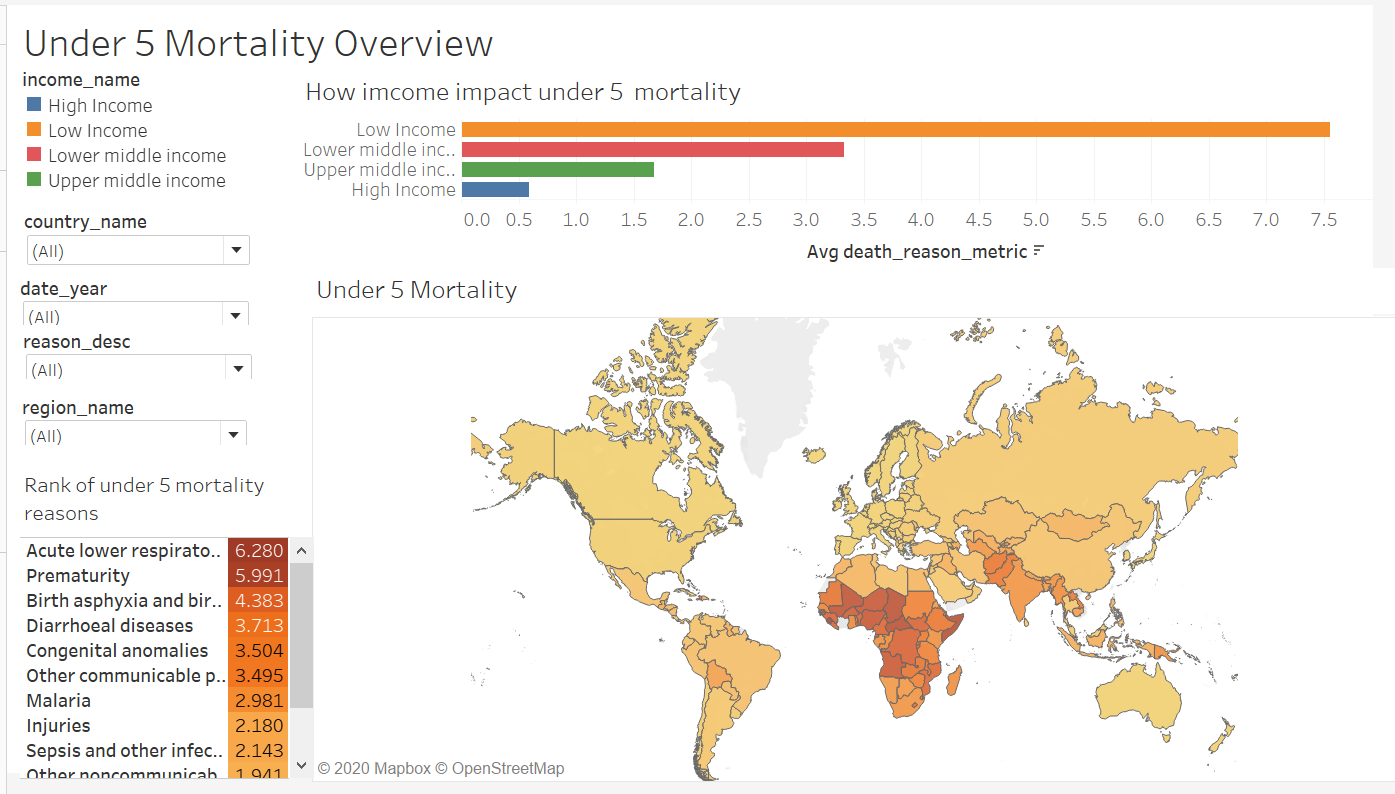 Under 5 Mortality Overview
income_name
High Income
Low Income
Lower middle income
Upper middle income
country_name
(All)
date_year
(All)
reason_desc
(All)
region_name
(All)
Rank of under 5 mortality
reasons
Acute lower respirato.. 6.280
Prematurity 5.991
Birth asphyxia and bir.. 4.383
Diarrhoeal diseases 3.713
Congenital anomalies 3.504
Other communicable p.. 3.495
Malaria 2.981
Injuries 2.180
Sepsis and other infec.. 2.143
Other noncommunicab 1.941
How imcome impact under 5 mortality
Low Income
Lower middle inc..
Upper middle inc..
High Income
0.0 0.5 1.0 1.5 2.0 2.5 3.0 3.5 4.0 4.5 5.0 5.5 6.0 6.5 7.0 7.5
Avg death_reason_metric
Under 5 Mortality
© 2020 Mapbox © OpenStreetMap